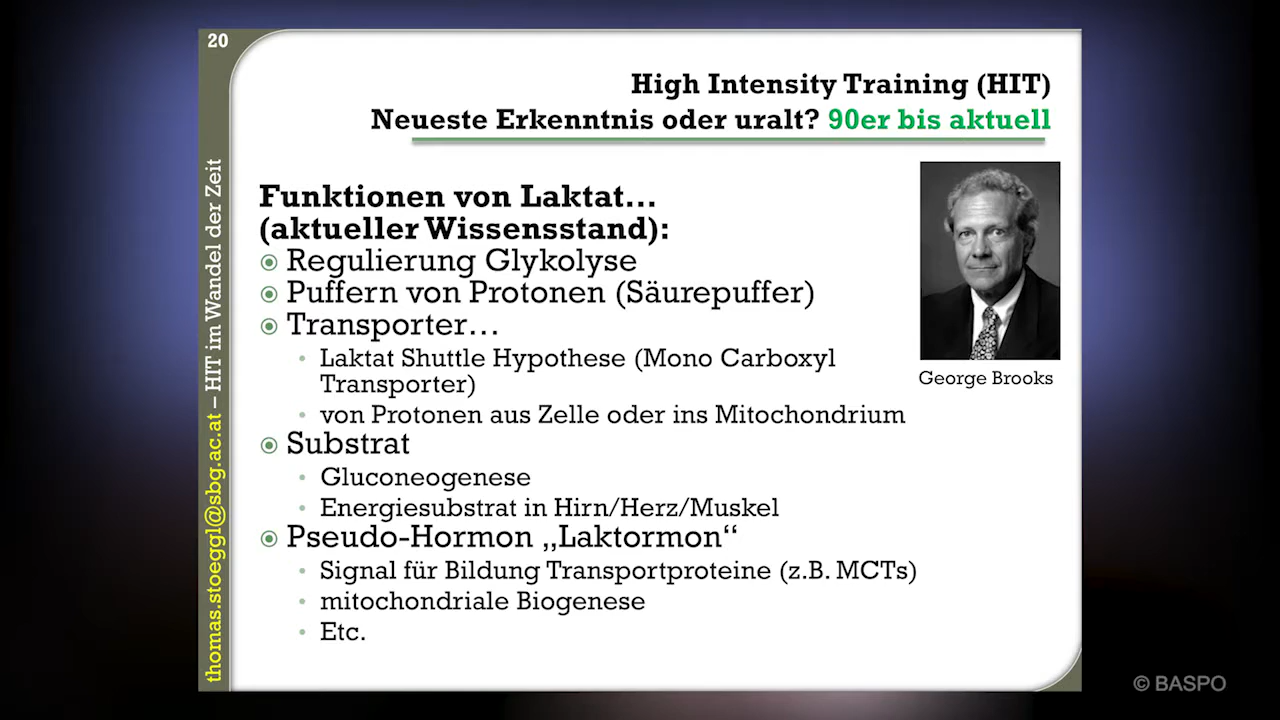 20
High Intensity Training (HIT)
Neueste Erkenntnis oder uralt? 90er bis aktuell
thomas.stoeggl@sbg.ac.at – HIT im Wandel der Zeit
Funktionen von Laktat…
(aktueller Wissensstand):
Regulierung Glykolyse
Puffern von Protonen (Säurepuffer)
Transporter…
Laktat Shuttle Hypothese (Mono Carboxyl
Transporter)
von Protonen aus Zelle oder ins Mitochondrium
Substrat
Gluconeogenese
Energiesubstrat in Hirn/Herz/Muskel
Pseudo-Hormon „Laktormon“
Signal für Bildung Transportproteine (z.B. MCTs)
mitochondriale Biogenese
Etc.
George Brooks
© BASPO